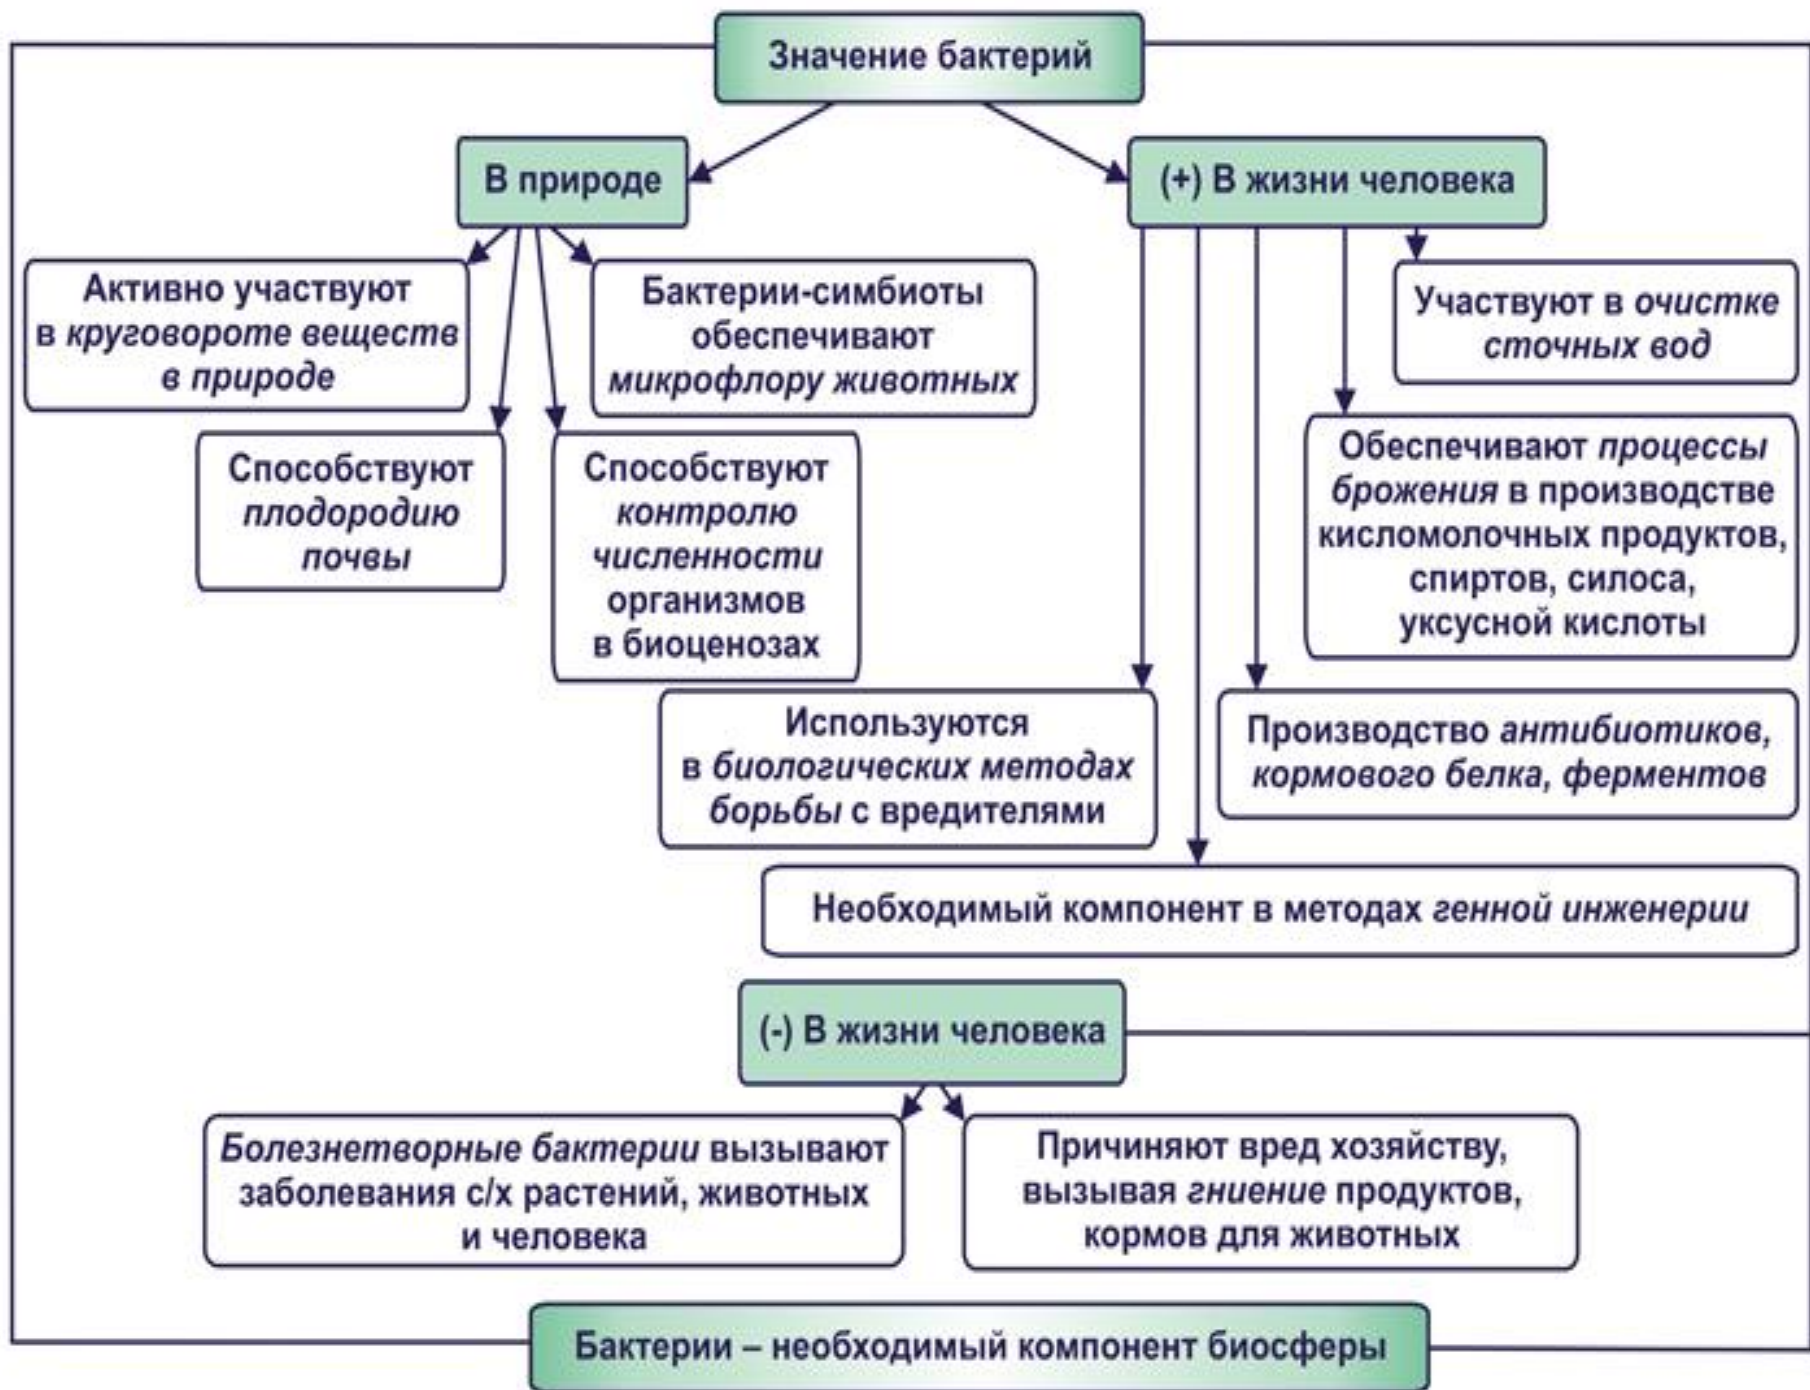 Значение бактерий
В природе
(+) В жизни человека
Активно участвуют
в круговороте веществ
в природе
Бактерии-симбиоты
обеспечивают
микрофлору животных
Участвуют в очистке
сточных вод
Способствуют
плодородию
почвы
Способствуют
контролю
численности
организмов
в биоценозах
Обеспечивают процессы
брожения в производстве
кисломолочных продуктов,
спиртов, силоса,
уксусной кислоты
Используются
в биологических методах
борьбы с вредителями
Производство антибиотиков,
кормового белка, ферментов
Необходимый компонент в методах генной инженерии
(-) В жизни человека
Болезнетворные бактерии вызывают
заболевания с/х растений, животных
и человека
Причиняют вред хозяйству,
вызывая гниение продуктов,
кормов для животных
Бактерии – необходимый компонент биосферы